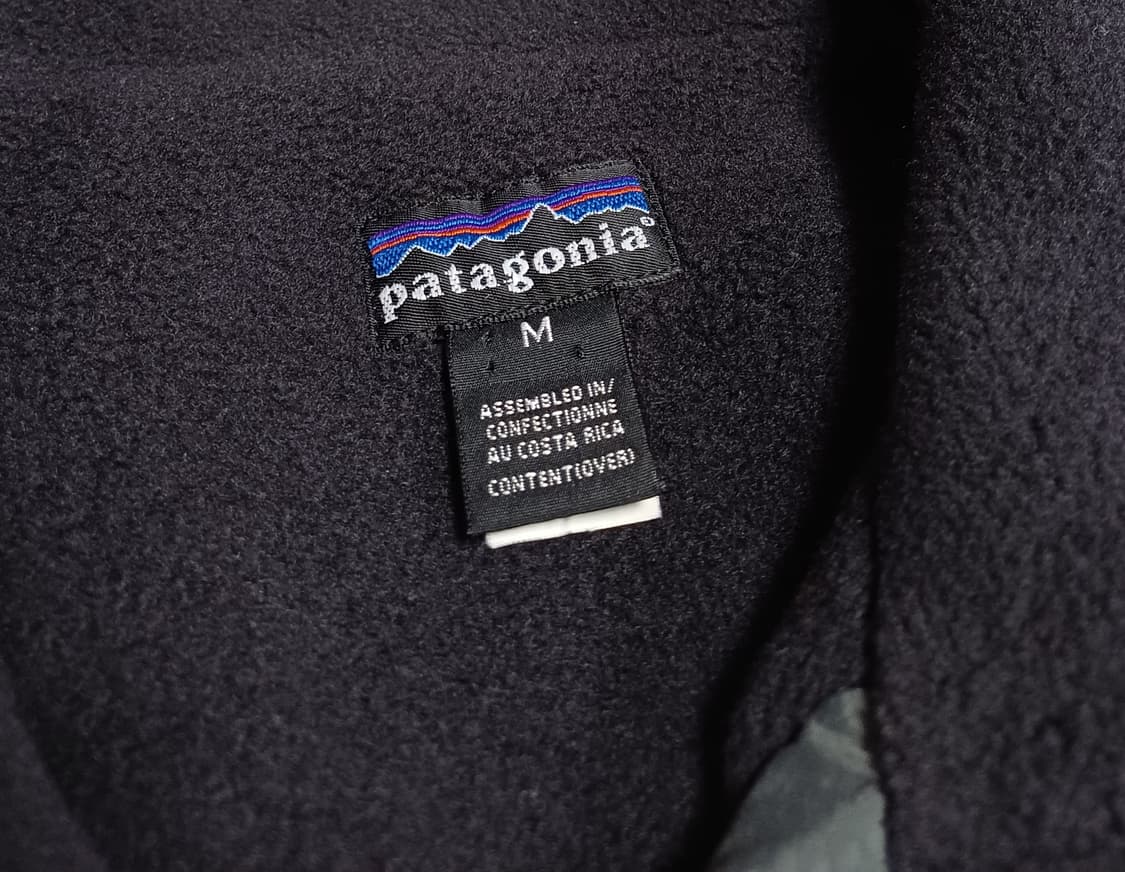 patagonia®
M
ASSEMBLED IN/
CONFECTIONNE
AU COSTA RICA
CONTENT(OVER)